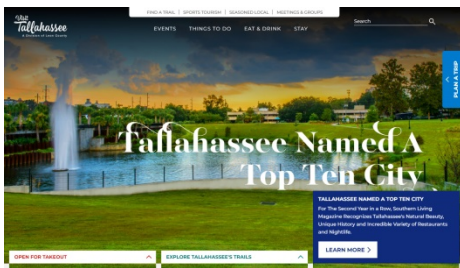 FIND A TRAIL | SPORTS TOURISM | SEASONED LOCAL | MEETINGS & GROUPS
Visit
Tallahassee
EVENTS THINGS TO DO EAT & DRINK STAY
Search
PLAN A TRIP
Tallahassee Named A
Top Ten City
TALLAHASSEE NAMED A TOP TEN CITY
For The Second Year in a Row, Southern Living
Magazine Recognizes Tallahassee's Natural Beauty,
Unique History and Incredible Variety of Restaurants
and Nightlife.
LEARN MORE
OPEN FOR TAKEOUT
EXPLORE TALLAHASSEE'S TRAILS